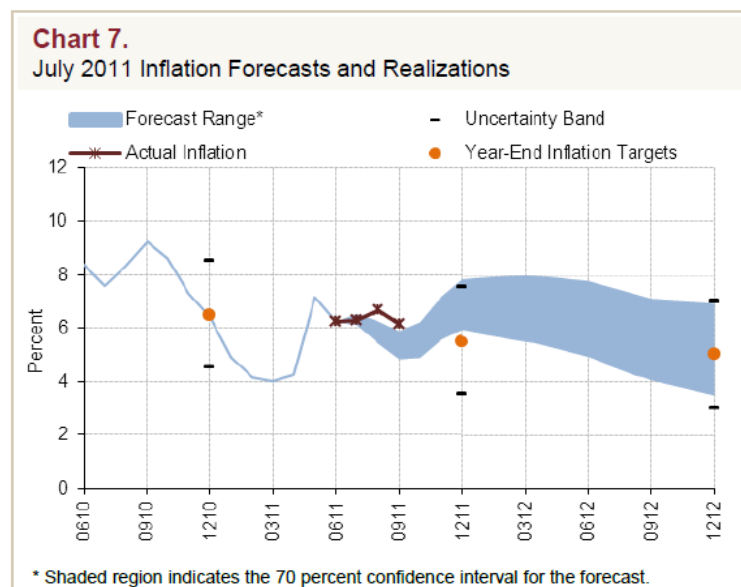 Chart 7.
July 2011 Inflation Forecasts and Realizations
Forecast Range*
Uncertainty Band
Actual Inflation
Year-End Inflation Targets
12
10
8
6
4
2
0
Percent
0610
0910
1210
0311
0611
0911
1211
0312
0612
0912
1212
* Shaded region indicates the 70 percent confidence interval for the forecast.